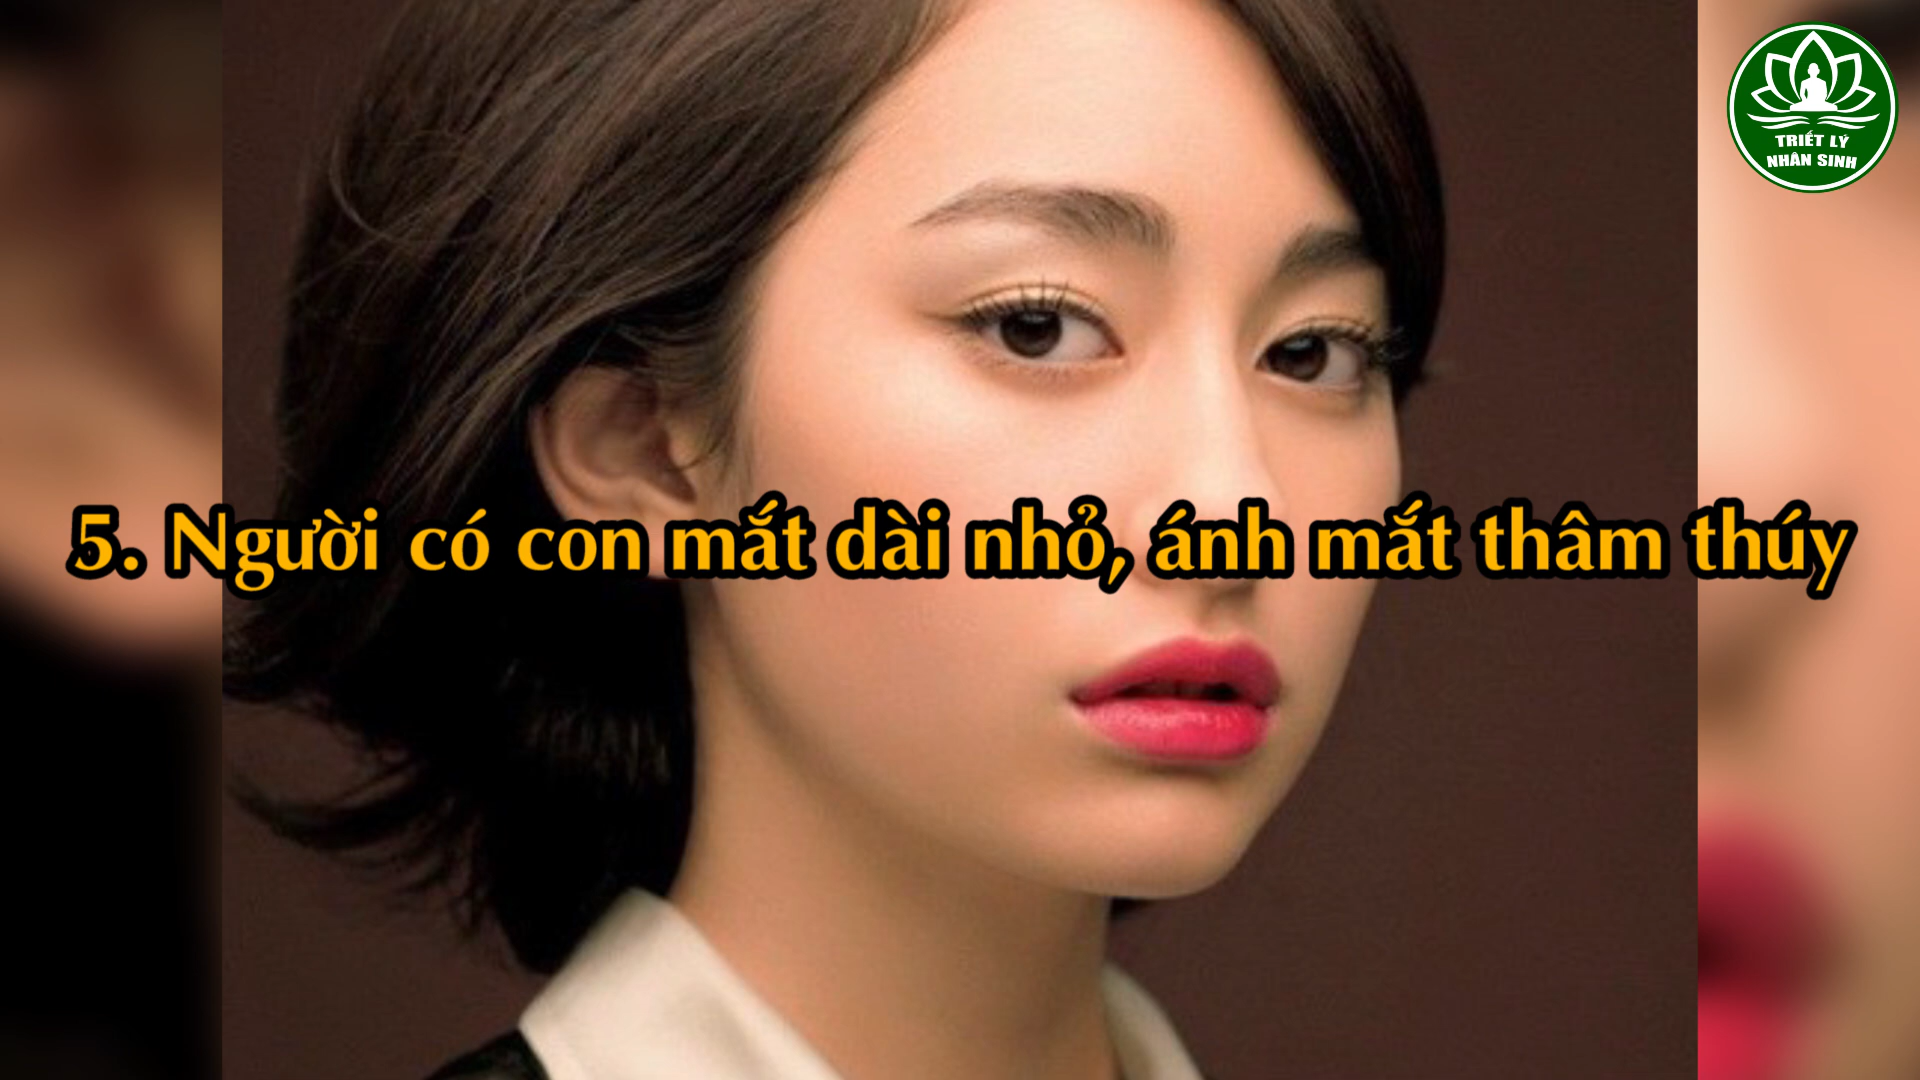 TRIẾT LÝ
NHÂN SINH
5. Người có con mắt dài nhỏ, ánh mắt thâm thúy